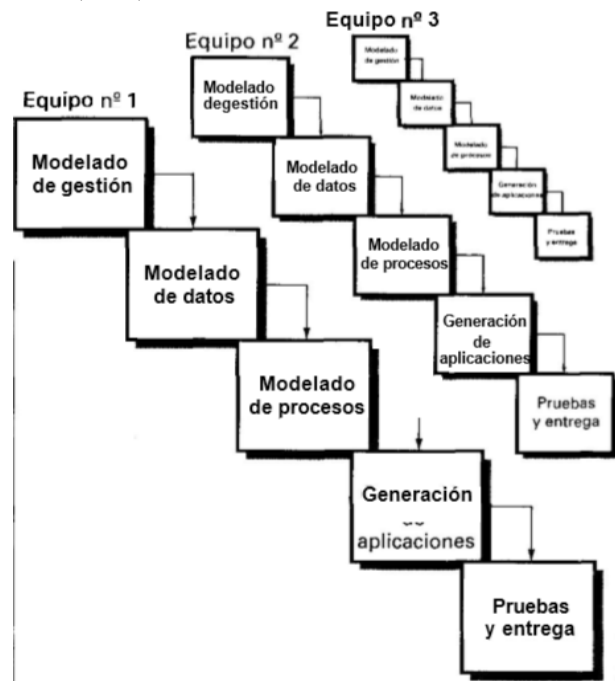 Equipo nº 1
Modelado
de gestión
Modelado
de datos
Modelado
de procesos
Generación
de
aplicaciones
Pruebas
y entrega
Equipo nº 2
Modelado
degestión
Modelado
de datos
Modelado
de procesos
Generación
de
aplicaciones
Pruebas
y entrega
Equipo nº 3
Modelado
de gestión
Modelado
de datos
Modelado
de procesos
Generación
de aplicaciones
Pruebas
y entrega